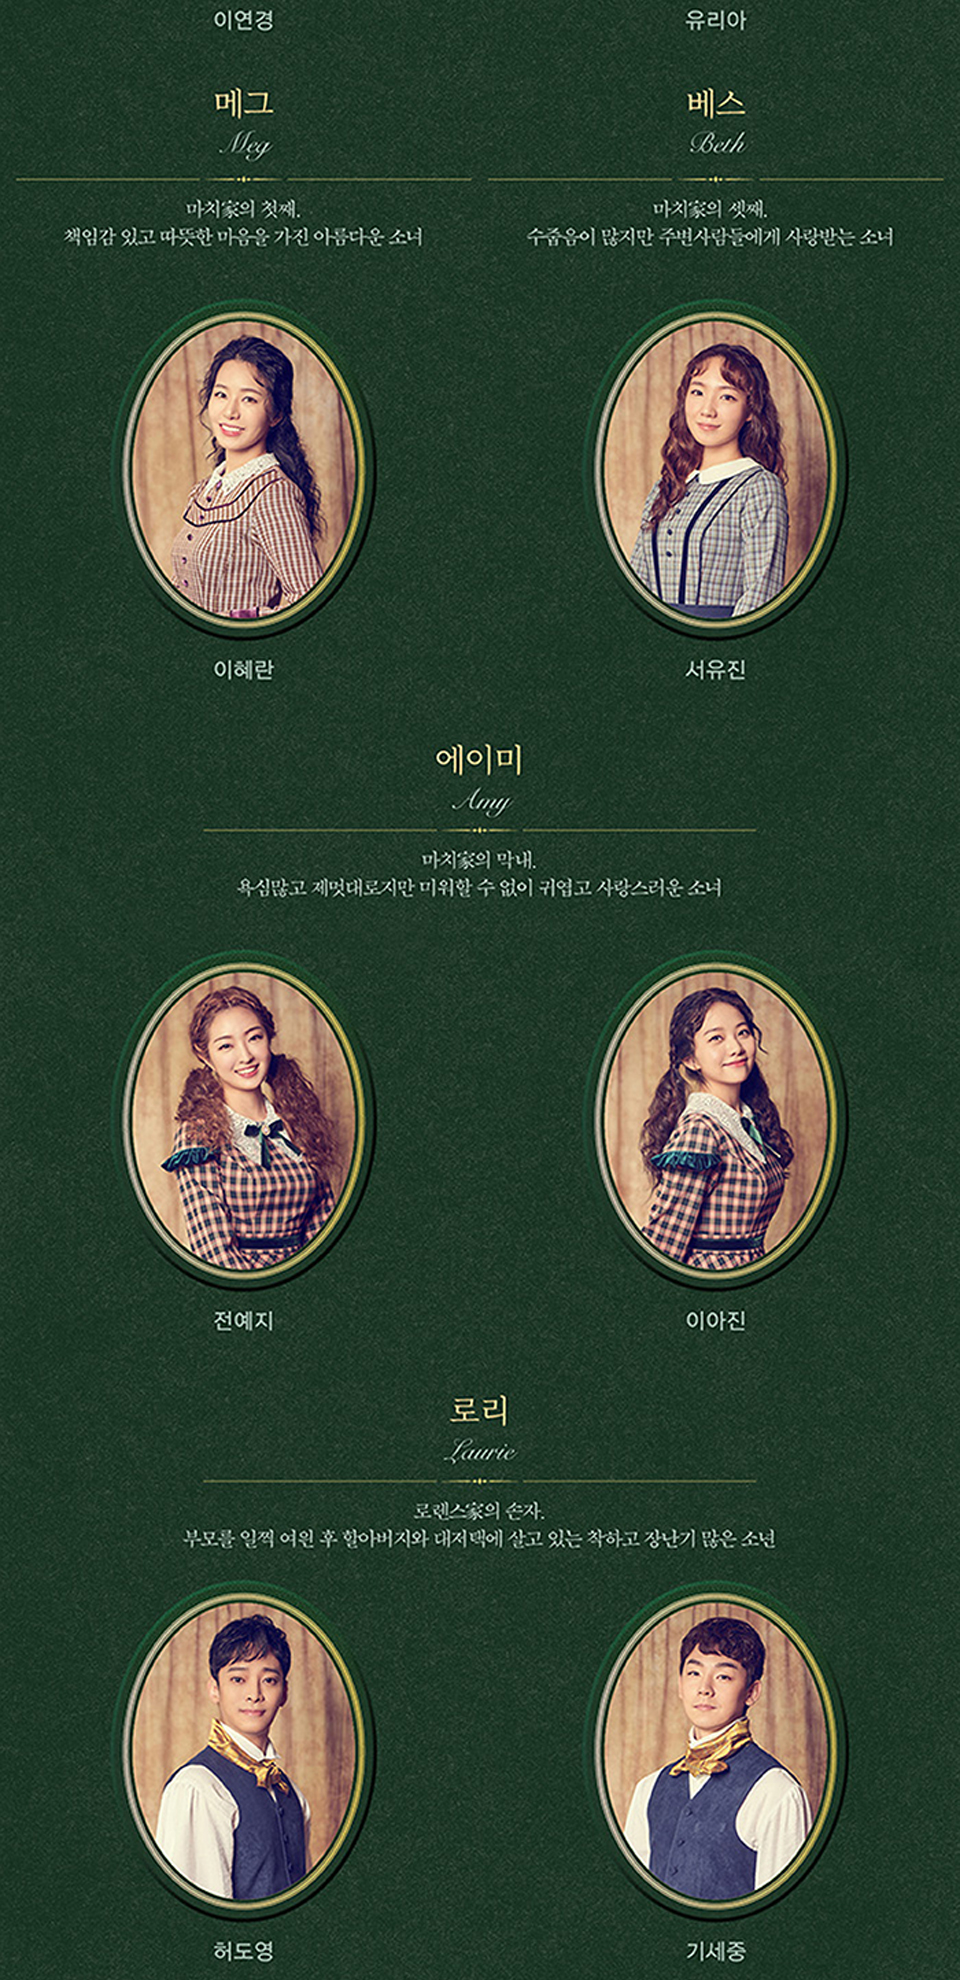 이연경
유리아
메그
Meg
마치家의 첫째.
책임감 있고 따뜻한 마음을 가진 아름다운 소녀
이혜란
베스
Beth
마치家의 셋째.
수줍음이 많지만 주변사람들에게 사랑받는 소녀
서유진
에이미
Amy
마치家의 막내.
욕심많고 제멋대로지만 미워할 수 없이 귀엽고 사랑스러운 소녀
전예지
이아진
로리
Laurie
로렌스家의 손자.
부모를 일찍 여읜 후 할아버지와 대저택에 살고 있는 착하고 장난기 많은 소년
허도영
기세중